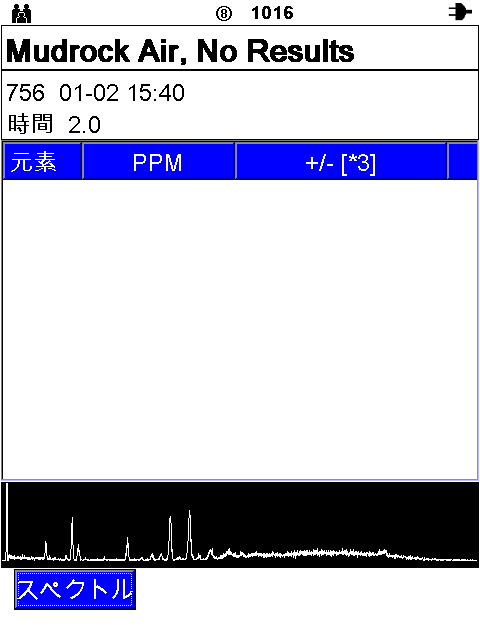 ⑧ 1016
Mudrock Air, No Results
756 01-02 15:40
時間 2.0
元素 PPM +/- [*3]
スペクトル